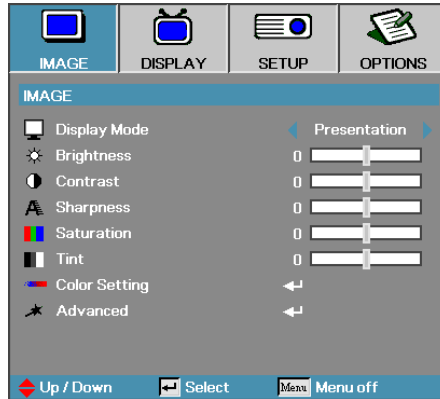 IMAGE DISPLAY SETUP OPTIONS
IMAGE
Display Mode Presentation
Brightness 0
Contrast 0
Sharpness 0
Saturation 0
Tint 0
Color Setting
Advanced
Up / Down Select Menu Menu off